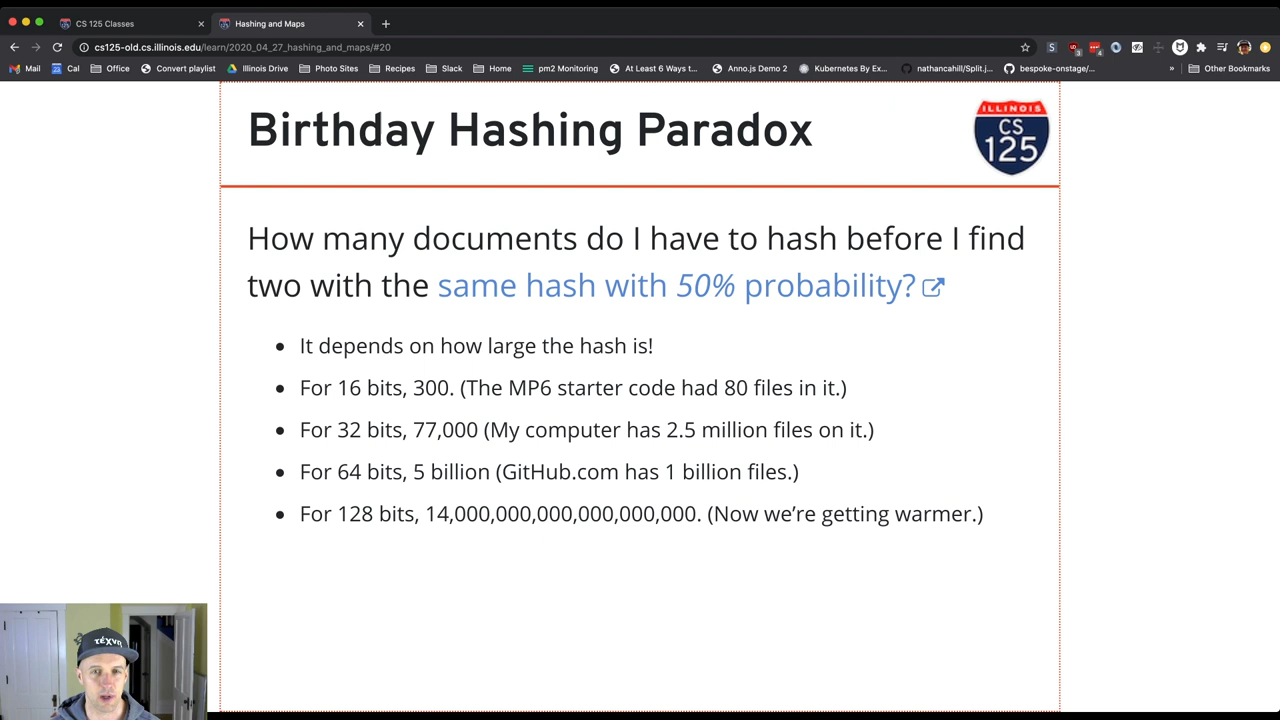 CS 125 Classes
Hashing and Maps
cs125-old.cs.illinois.edu/learn/2020_04_27_hashing_and_maps/#20
Mail Cal Office Convert playlist Illinois Drive Photo Sites Recipes Slack Home pm2 Monitoring At Least 6 Ways t... Anno.js Demo 2 Kubernetes By Ex... nathancahill/Split.j... bespoke-onstage/... » Other Bookmarks
Birthday Hashing Paradox
ILLINOIS
CS
125
How many documents do I have to hash before I find
two with the same hash with 50% probability?
• It depends on how large the hash is!
• For 16 bits, 300. (The MP6 starter code had 80 files in it.)
• For 32 bits, 77,000 (My computer has 2.5 million files on it.)
• For 64 bits, 5 billion (GitHub.com has 1 billion files.)
• For 128 bits, 14,000,000,000,000,000,000. (Now we’re getting warmer.)
τέχνη